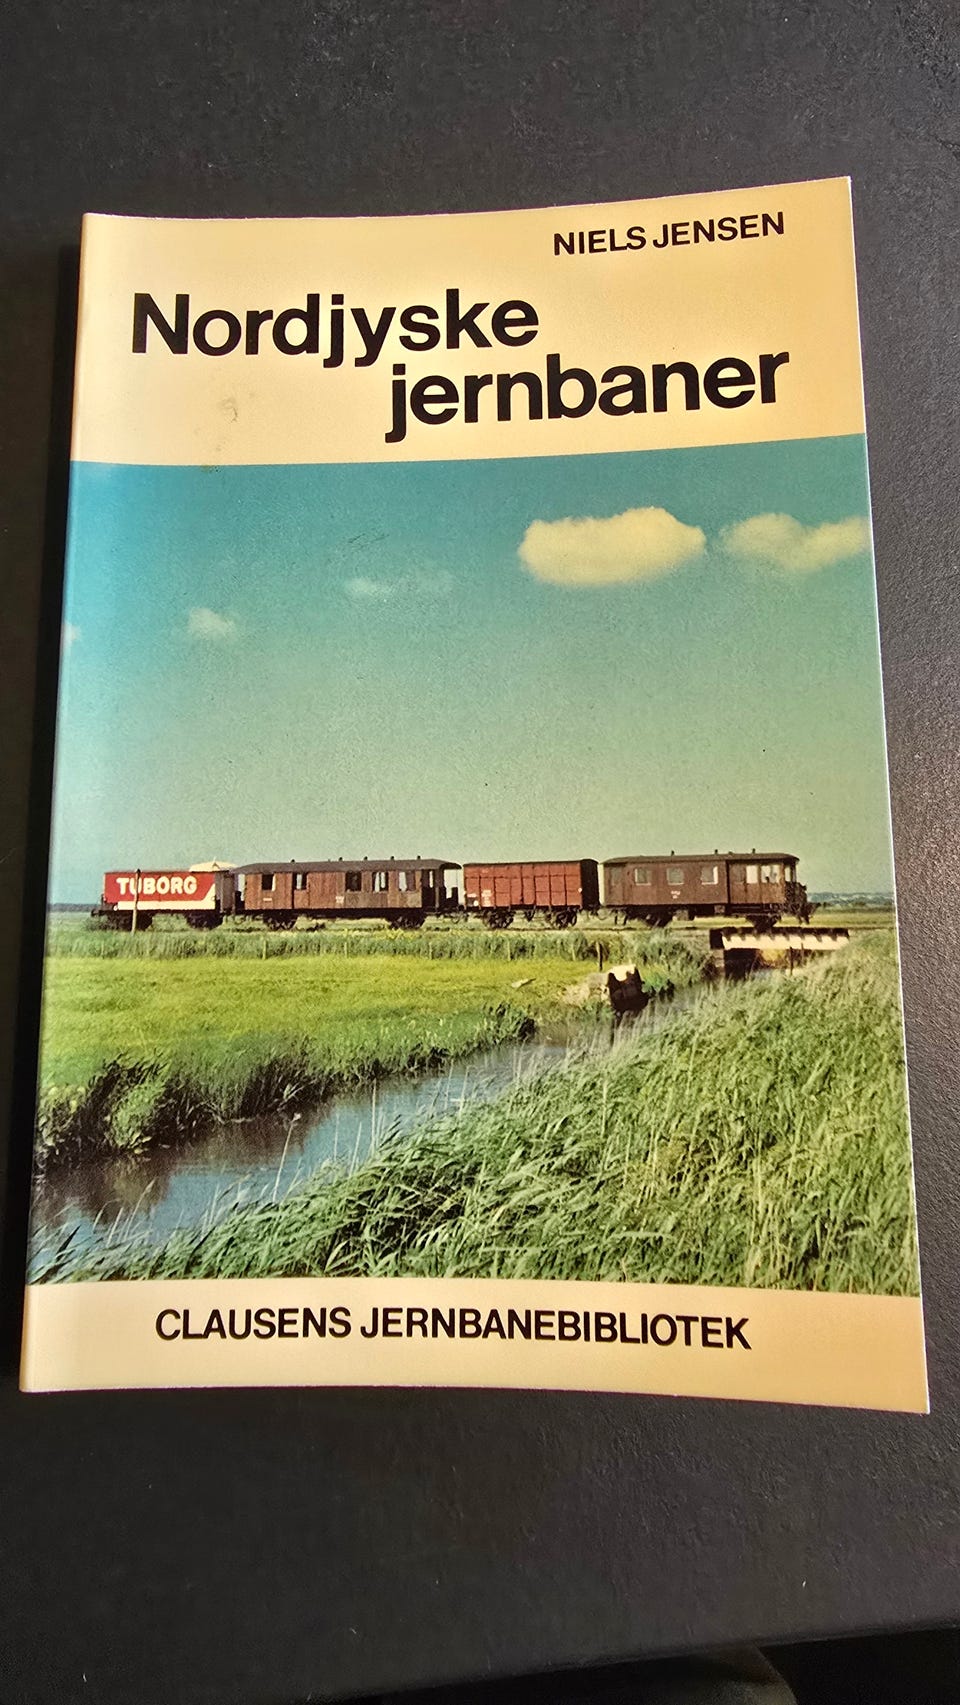 NIELS JENSEN
Nordjyske
jernbaner
TUBORG
CLAUSENS JERNBANEBIBLIOTEK